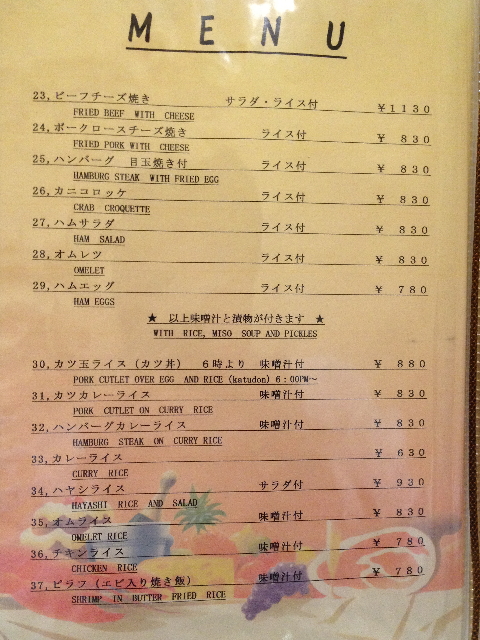 MENU
23,ビーフチーズ焼き サラダ・ライス付 ￥1130
FRIED BEEF WITH CHEESE
24,ポークロースチーズ焼き ライス付 ￥ 830
FRIED PORK WITH CHEESE
25,ハンバーグ 目玉焼き付 ライス付 ￥ 830
HAMBURG STEAK WITH FRIED EGG
26,カニコロッケ ライス付 ￥ 830
CRAB CROQUETTE
27,ハムサラダ ライス付 ￥ 830
HAM SALAD
28,オムレツ ライス付 ￥ 830
OMELET
29,ハムエッグ ライス付 ￥ 780
HAM EGGS
★ 以上味噌汁と漬物が付きます ★
WITH RICE, MISO SOUP AND PICKLES
30,カツ玉ライス（カツ丼） 6時より 味噌汁付 ￥ 880
PORK CUTLET OVER EGG AND RICE (katudon) 6:00PM～
31,カツカレーライス 味噌汁付 ￥ 830
PORK CUTLET ON CURRY RICE
32,ハンバーグカレーライス 味噌汁付 ￥ 830
HAMBURG STEAK ON CURRY RICE
33,カレーライス ￥ 630
CURRY RICE
34,ハヤシライス サラダ付 ￥ 930
HAYASHI RICE AND SALAD
35,オムライス 味噌汁付 ￥ 830
OMELET RICE
36,チキンライス 味噌汁付 ￥ 780
CHICKEN RICE
37,ピラフ（エビ入り焼き飯） 味噌汁付 ￥ 780
SHRIMP IN BUTTER FRIED RICE